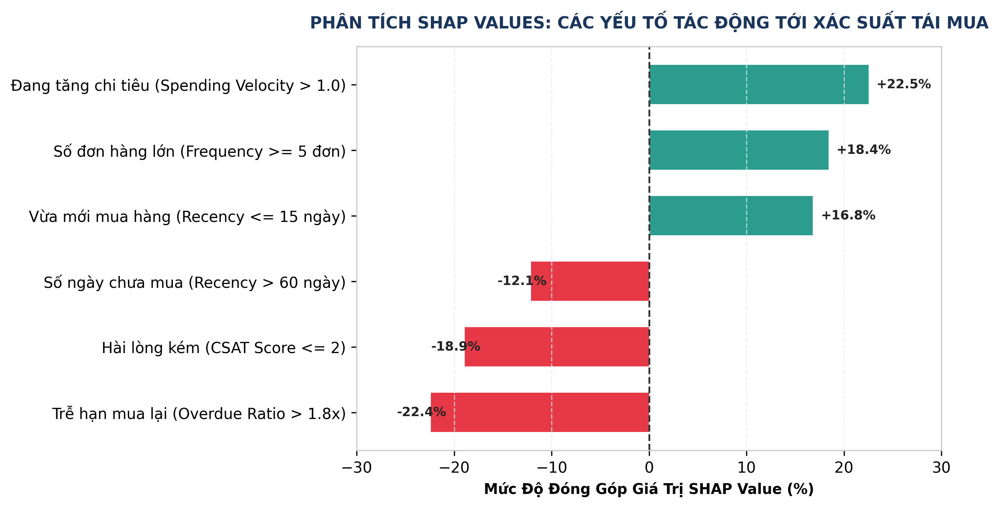 PHÂN TÍCH SHAP VALUES: CÁC YẾU TỐ TÁC ĐỘNG TỚI XÁC SUẤT TÁI MUA
Đang tăng chi tiêu (Spending Velocity > 1.0)
+22.5%
Số đơn hàng lớn (Frequency >= 5 đơn)
+18.4%
Vừa mới mua hàng (Recency <= 15 ngày)
+16.8%
Số ngày chưa mua (Recency > 60 ngày)
-12.1%
Hài lòng kém (CSAT Score <= 2)
-18.9%
Trễ hạn mua lại (Overdue Ratio > 1.8x)
-22.4%
−30 −20 −10 0 10 20 30
Mức Độ Đóng Góp Giá Trị SHAP Value (%)